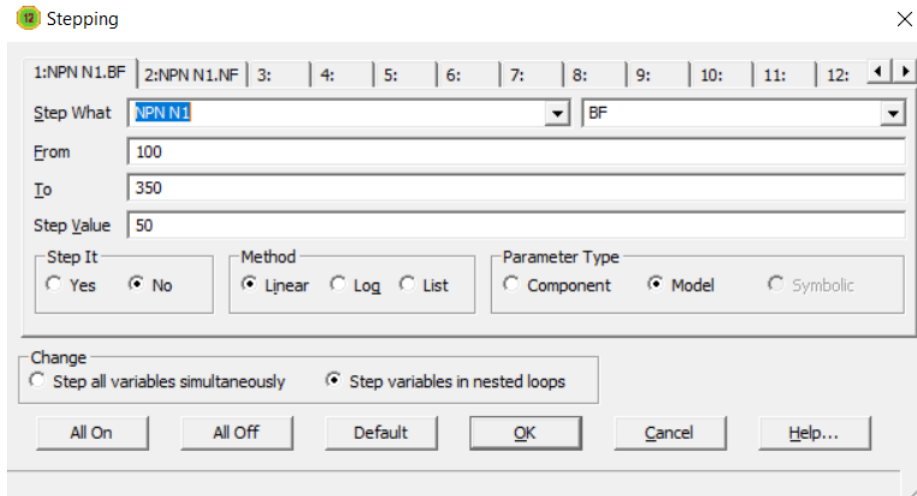 12 Stepping
1:NPN N1.BF 2:NPN N1.NF 3: 4: 5: 6: 7: 8: 9: 10: 11: 12:
Step What NPN N1 BF
From 100
To 350
Step Value 50
Step It Method Parameter Type
Yes No Linear Log List Component Model Symbolic
Change
Step all variables simultaneously Step variables in nested loops
All On All Off Default OK Cancel Help...